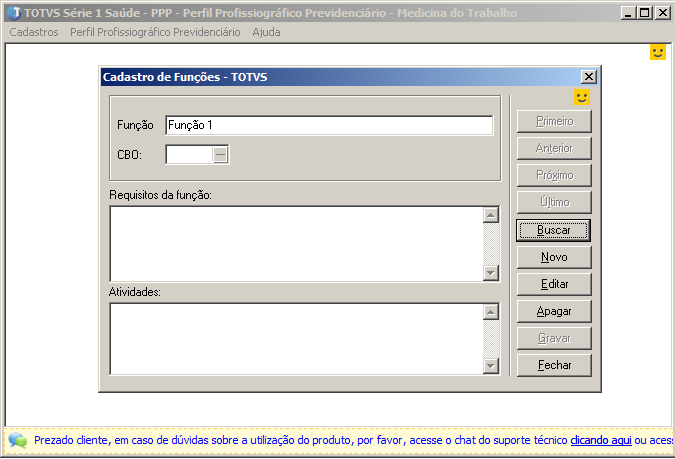 TOTVS Série 1 Saúde - PPP - Perfil Profissiográfico Previdenciário - Medicina do Trabalho
Cadastros Perfil Profissiográfico Previdenciário Ajuda
Cadastro de Funções - TOTVS
Função Função 1
CBO:
Requisitos da função:
Atividades:
Primeiro
Anterior
Próximo
Último
Buscar
Novo
Editar
Apagar
Gravar
Fechar
Prezado cliente, em caso de dúvidas sobre a utilização do produto, por favor, acesse o chat do suporte técnico clicando aqui ou aces